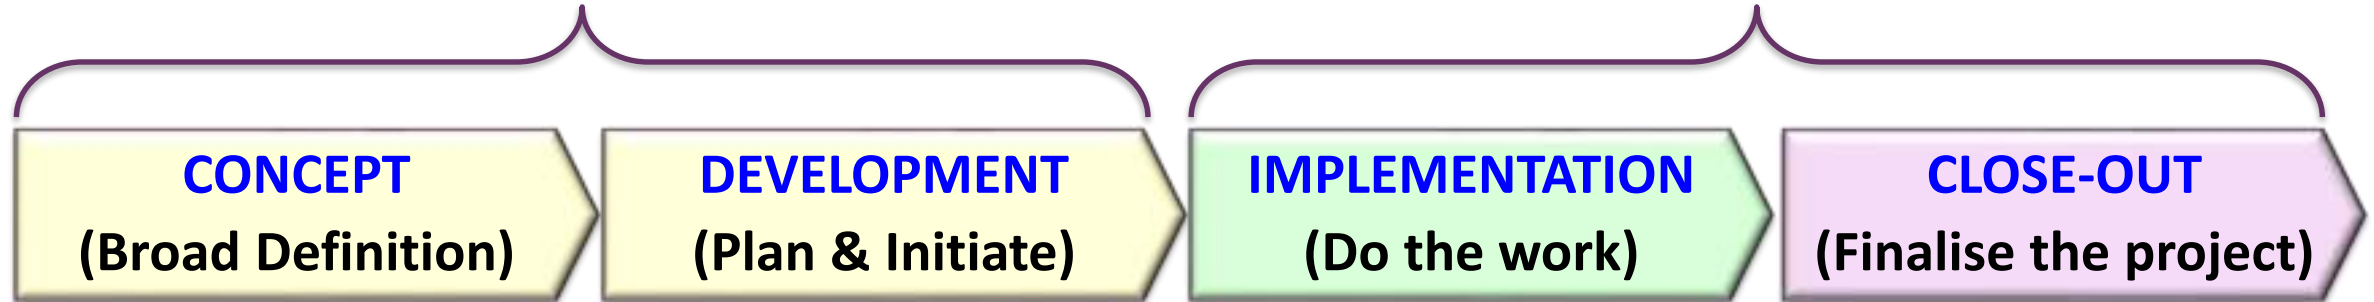 CONCEPT
(Broad Definition)
DEVELOPMENT
(Plan & Initiate)
IMPLEMENTATION
(Do the work)
CLOSE-OUT
(Finalise the project)